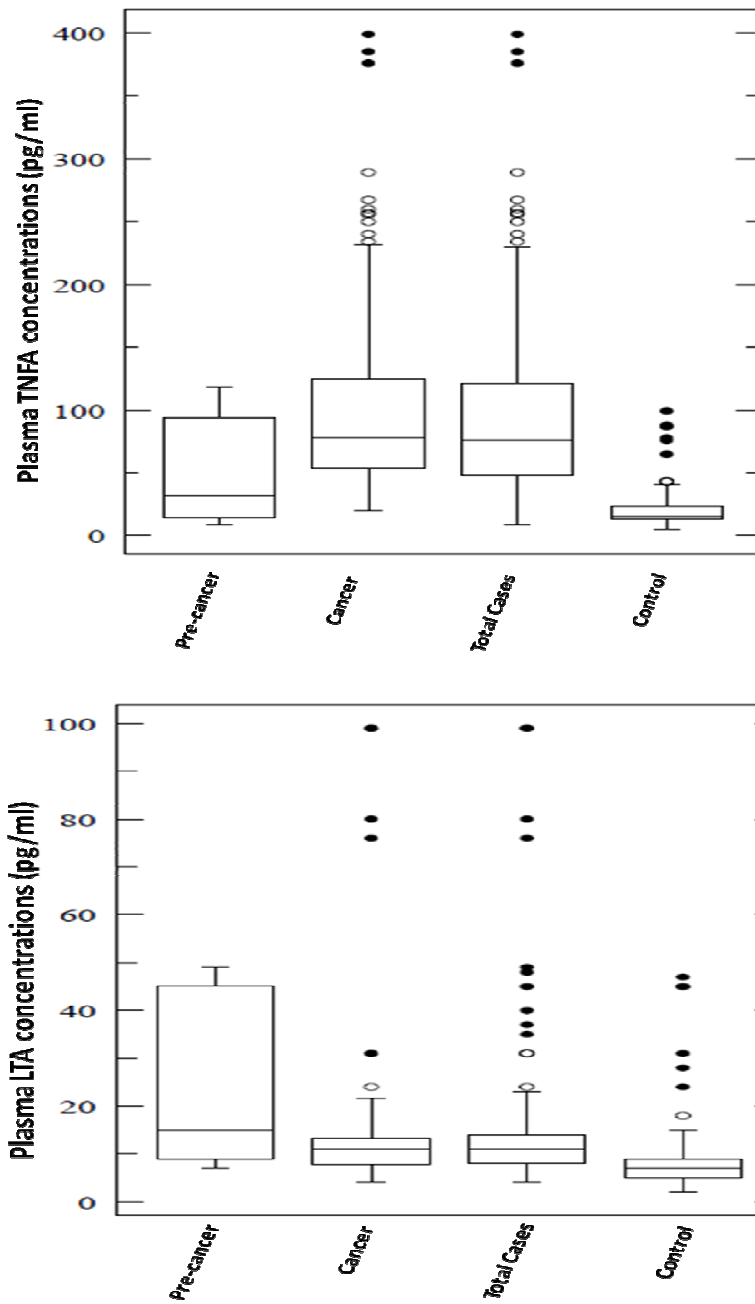 Plasma TNFA concentrations (pg/ml)
400
300
200
100
0
Pre-cancer
Cancer
Total Cases
Control
Plasma LTA concentrations (pg/ml)
100
80
60
40
20
0
Pre-cancer
Cancer
Total Cases
Control